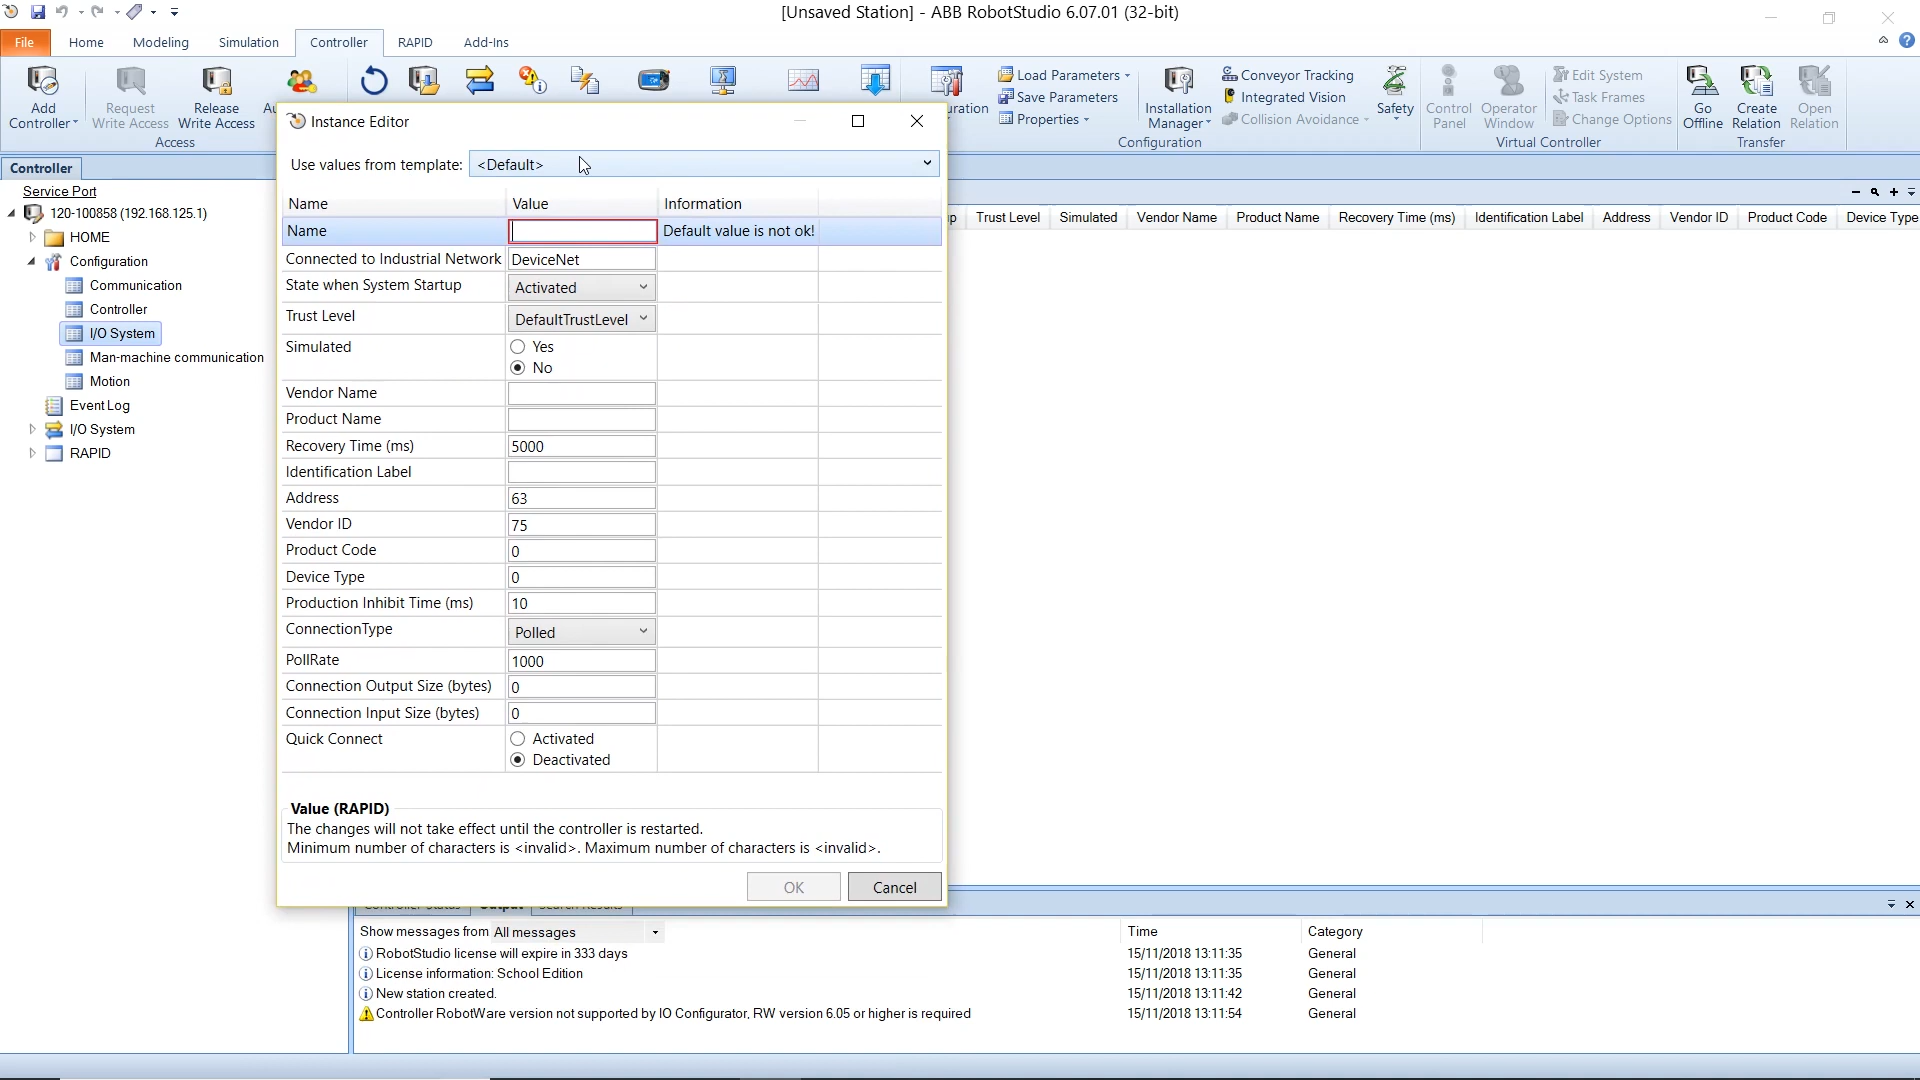 [Unsaved Station] - ABB RobotStudio 6.07.01 (32-bit)
File Home Modeling Simulation Controller RAPID Add-Ins
Add Controller
Request Write Access
Release Write Access
Access
Load Parameters
Save Parameters
Properties
Installation Manager
Conveyor Tracking
Integrated Vision
Collision Avoidance
Configuration
Safety
Control Panel
Operator Window
Edit System
Task Frames
Change Options
Virtual Controller
Go Offline
Create Relation
Open Relation
Transfer
Controller
Service Port
120-100858 (192.168.125.1)
HOME
Configuration
Communication
Controller
I/O System
Man-machine communication
Motion
Event Log
I/O System
RAPID
Instance Editor
Use values from template: <Default>
Name Value Information
Name Default value is not ok!
Connected to Industrial Network DeviceNet
State when System Startup Activated
Trust Level DefaultTrustLevel
Simulated Yes
No
Vendor Name
Product Name
Recovery Time (ms) 5000
Identification Label
Address 63
Vendor ID 75
Product Code 0
Device Type 0
Production Inhibit Time (ms) 10
ConnectionType Polled
PollRate 1000
Connection Output Size (bytes) 0
Connection Input Size (bytes) 0
Quick Connect Activated
Deactivated
Value (RAPID)
The changes will not take effect until the controller is restarted.
Minimum number of characters is <invalid>. Maximum number of characters is <invalid>.
OK Cancel
Trust Level Simulated Vendor Name Product Name Recovery Time (ms) Identification Label Address Vendor ID Product Code Device Type
Show messages from All messages Time Category
RobotStudio license will expire in 333 days 15/11/2018 13:11:35 General
License information: School Edition 15/11/2018 13:11:35 General
New station created. 15/11/2018 13:11:42 General
Controller RobotWare version not supported by IO Configurator, RW version 6.05 or higher is required 15/11/2018 13:11:54 General